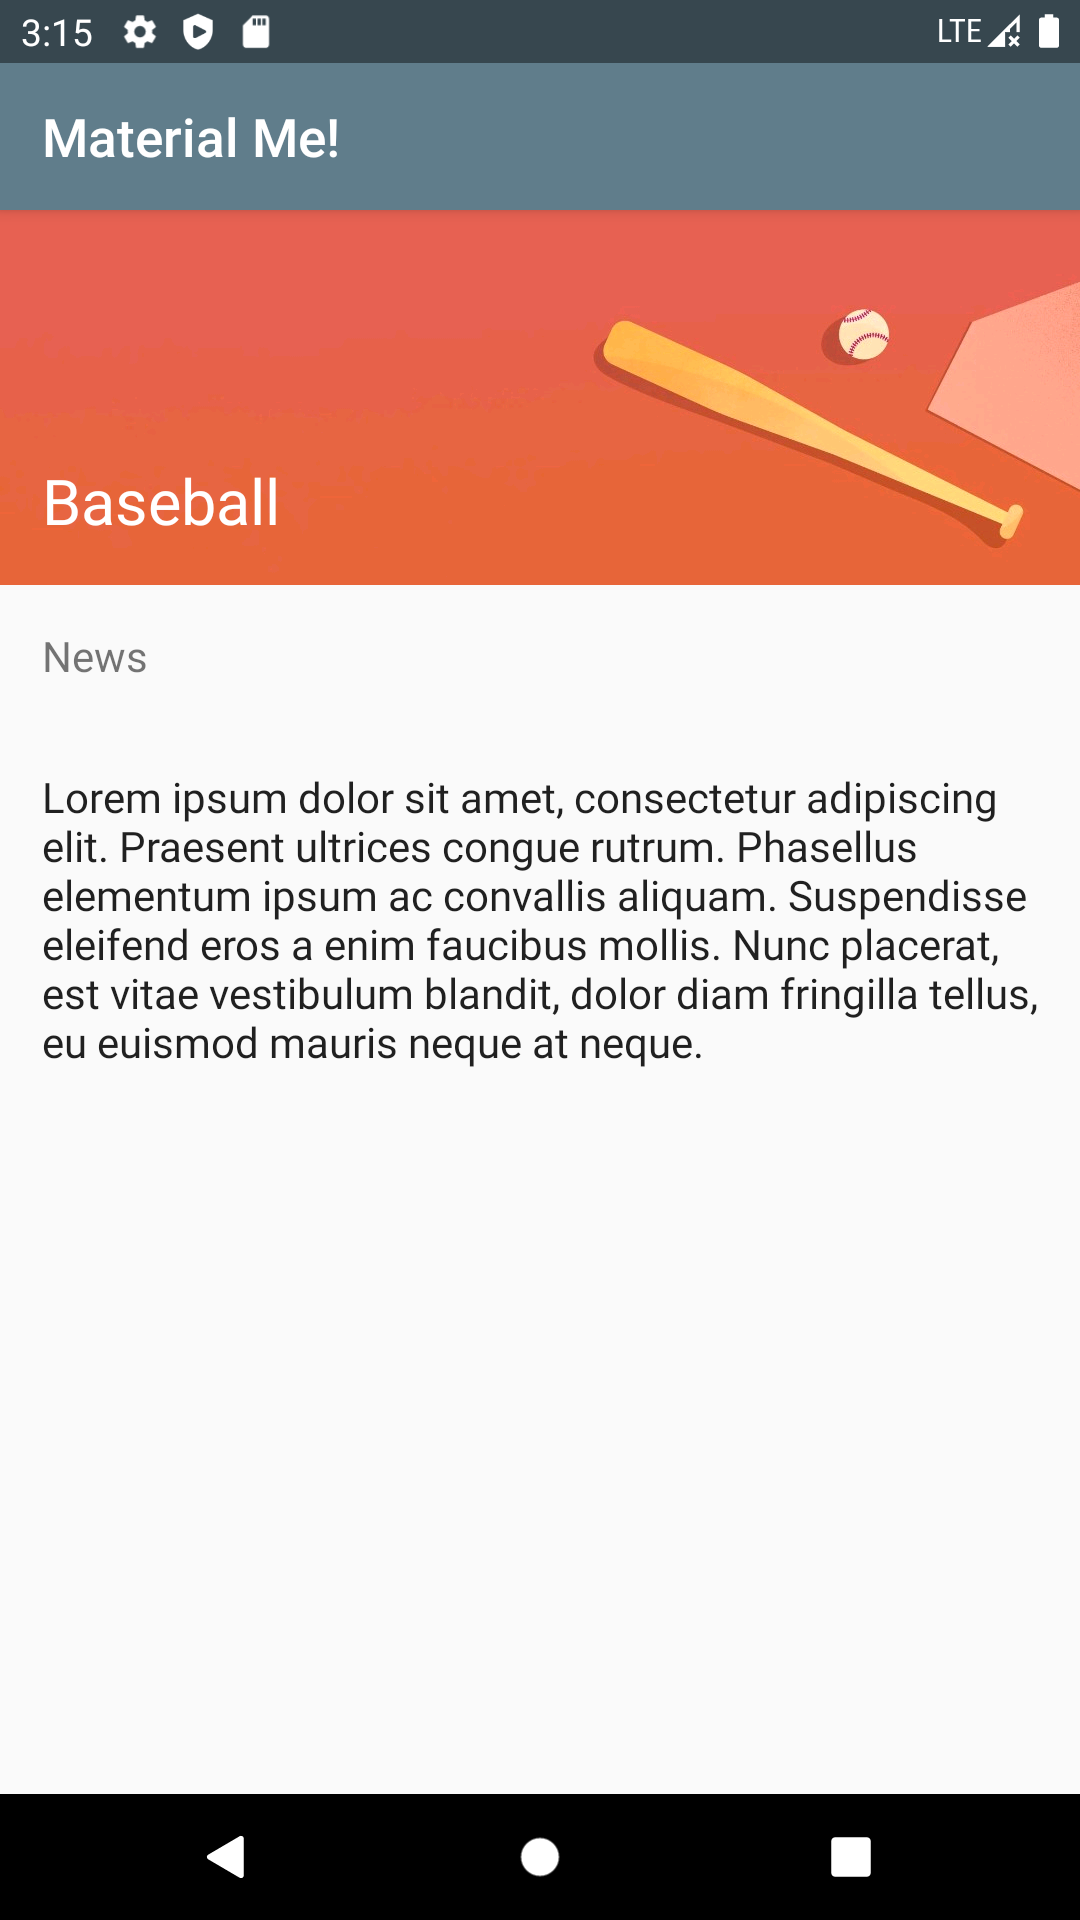 3:15 LTE
Material Me!
Baseball
News
Lorem ipsum dolor sit amet, consectetur adipiscing
elit. Praesent ultrices congue rutrum. Phasellus
elementum ipsum ac convallis aliquam. Suspendisse
eleifend eros a enim faucibus mollis. Nunc placerat,
est vitae vestibulum blandit, dolor diam fringilla tellus,
eu euismod mauris neque at neque.